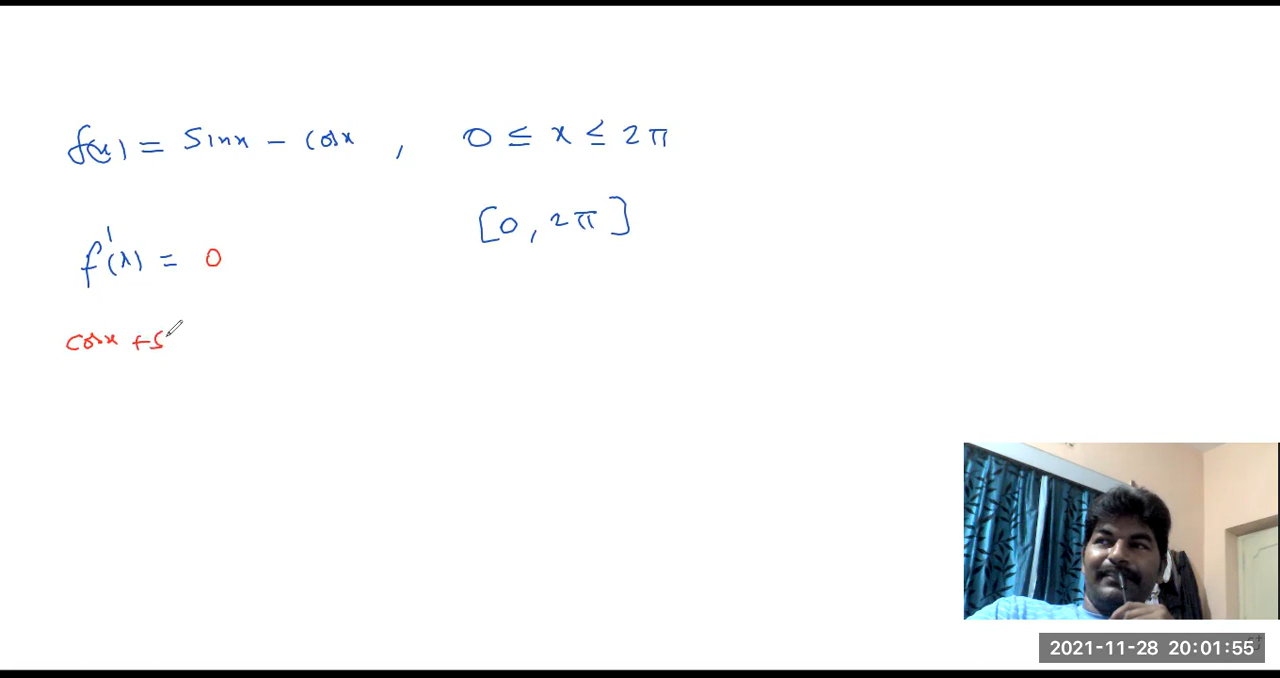 f(x) = Sinx - Cosx , 0 ≤ x ≤ 2π
[0, 2π]
f'(x) = 0
Cosx + S
2021-11-28 20:01:55